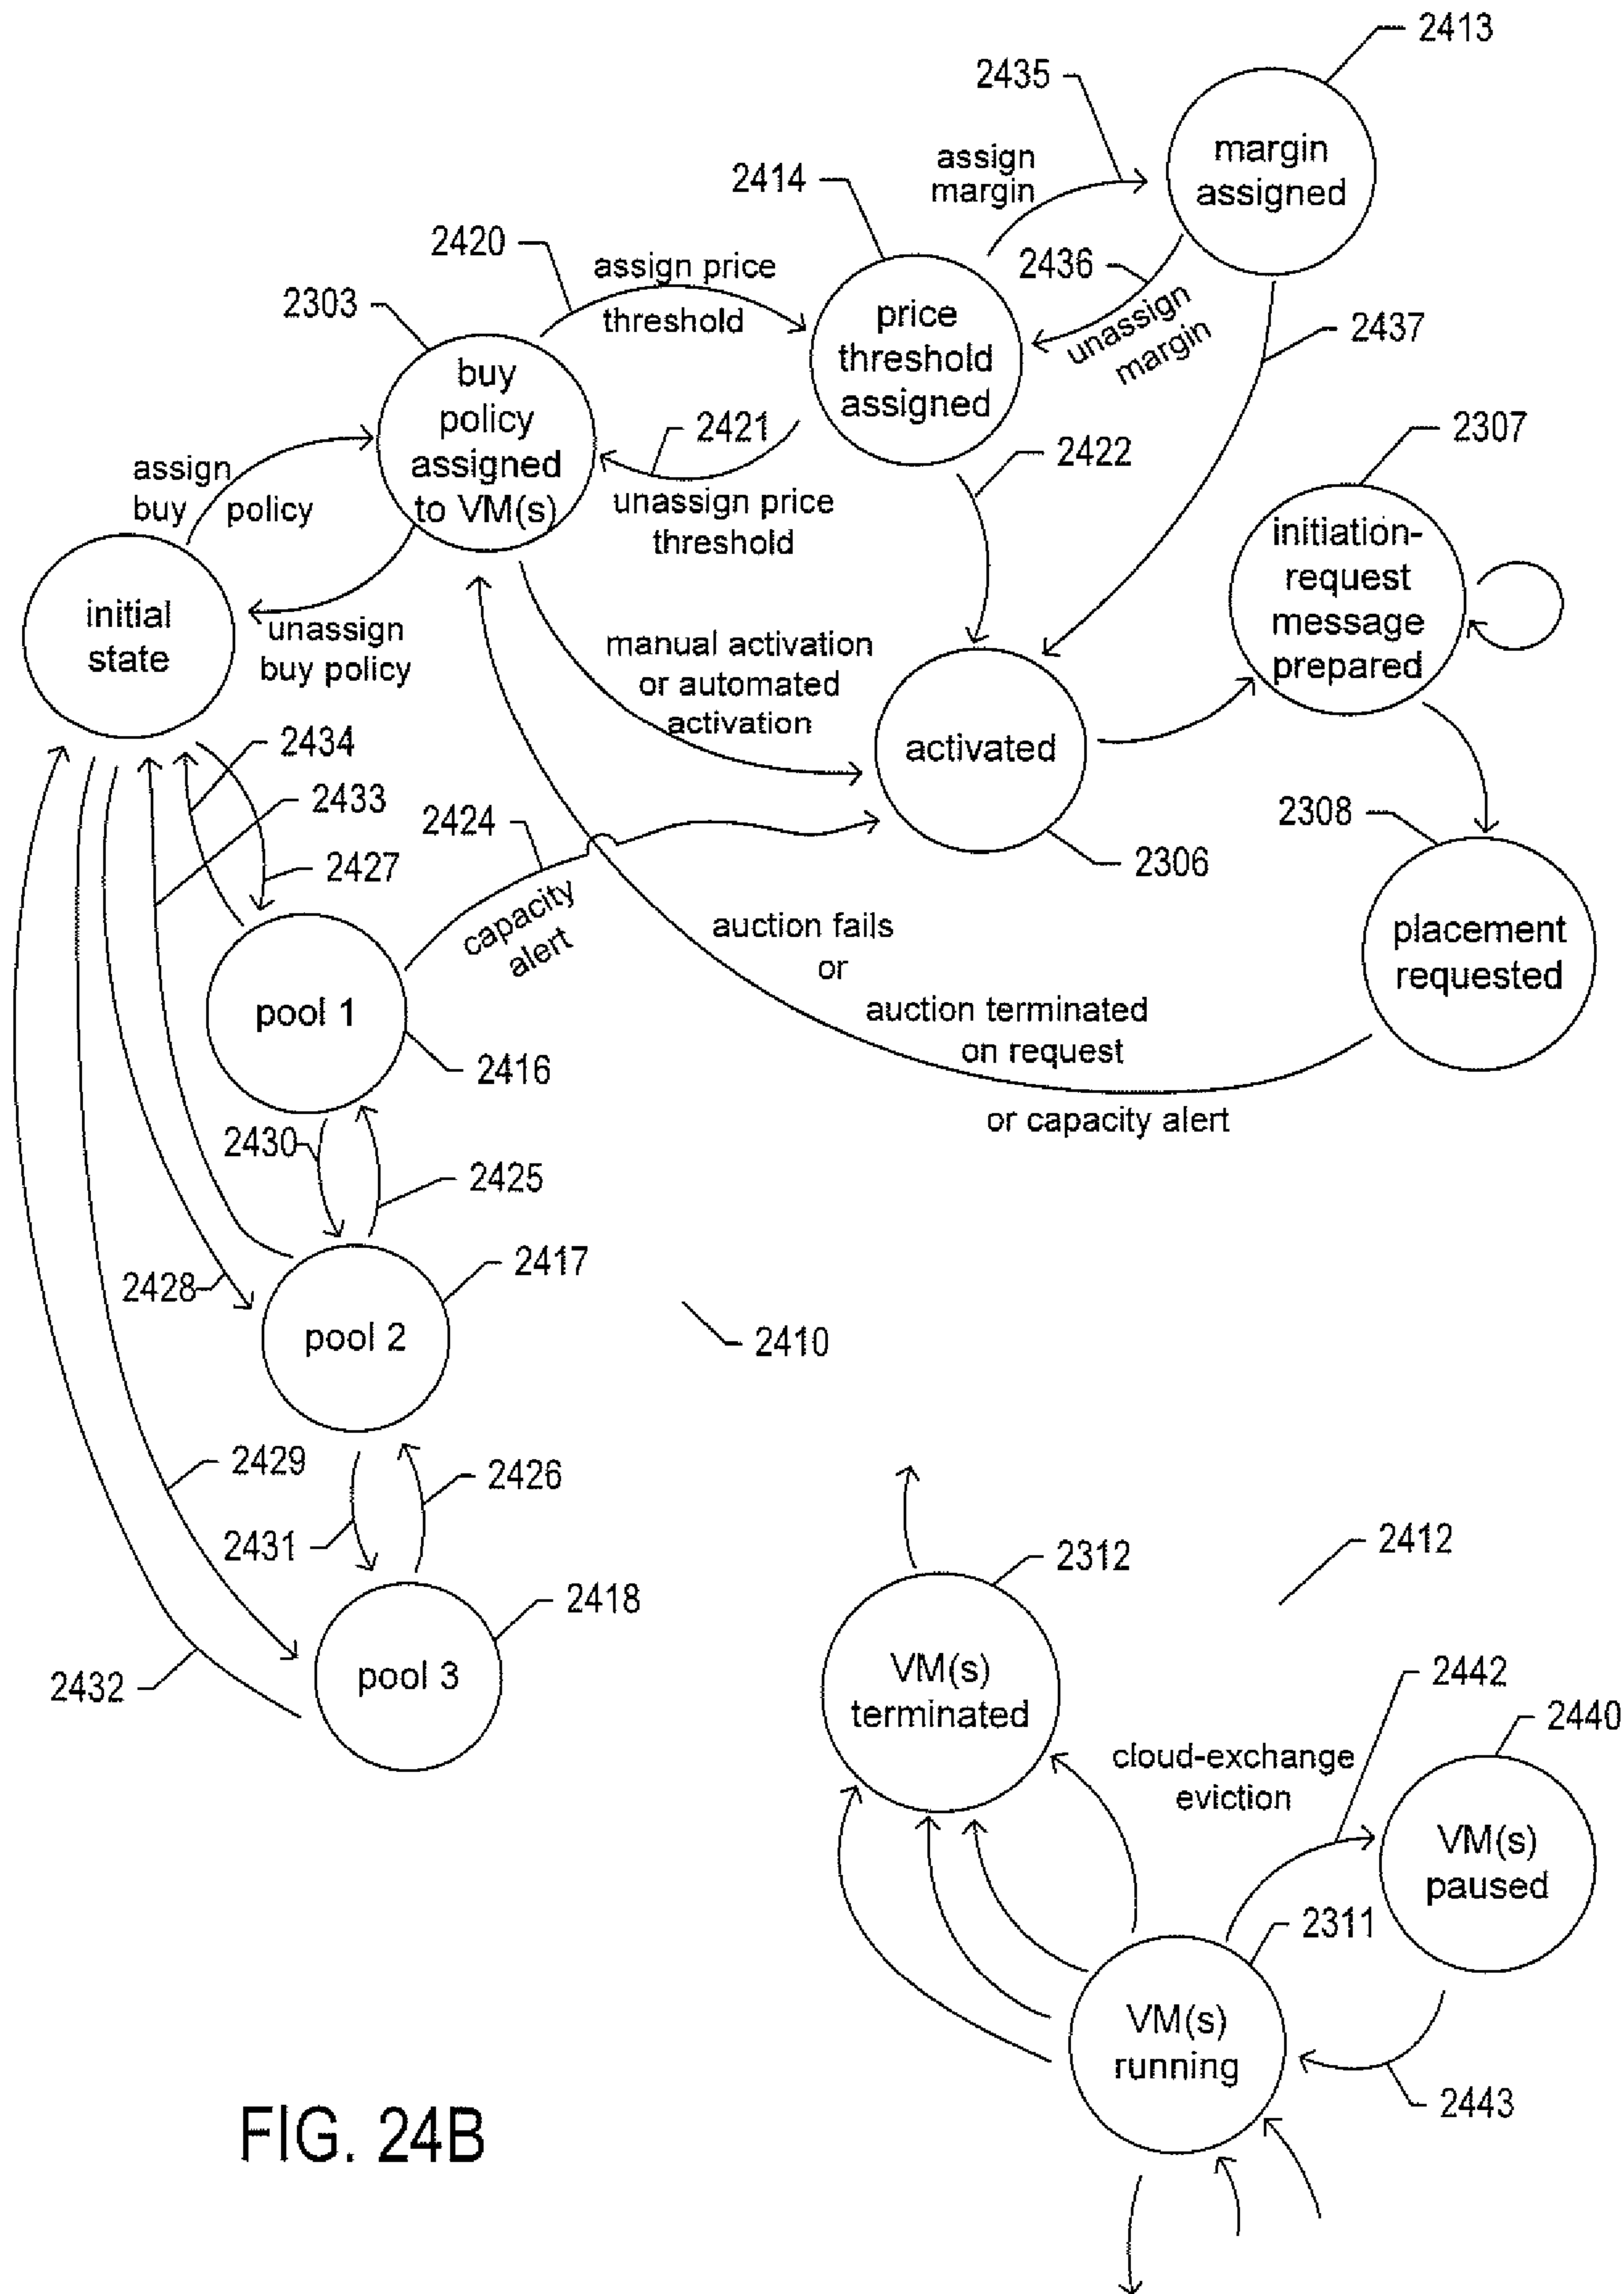 2413
2435
margin
assigned
assign
margin
2414
2420
2436
assign price
threshold
2303
price
threshold
assigned
unassign
margin
2437
buy
policy
assigned
to VM(s)
2421
2422
2307
assign
buy policy
unassign price
threshold
initiation-
request
message
prepared
initial
state
unassign
buy policy
manual activation
or automated
activation
activated
2434
2433
2424
2308
2427
2306
capacity
alert
auction fails
or
auction terminated
on request
or capacity alert
placement
requested
pool 1
2416
2430
2425
2417
2428
pool 2
2410
2429
2426
2431
2312
2412
2418
2432
pool 3
VM(s)
terminated
2442
2440
cloud-exchange
eviction
VM(s)
paused
2311
VM(s)
running
2443
FIG. 24B